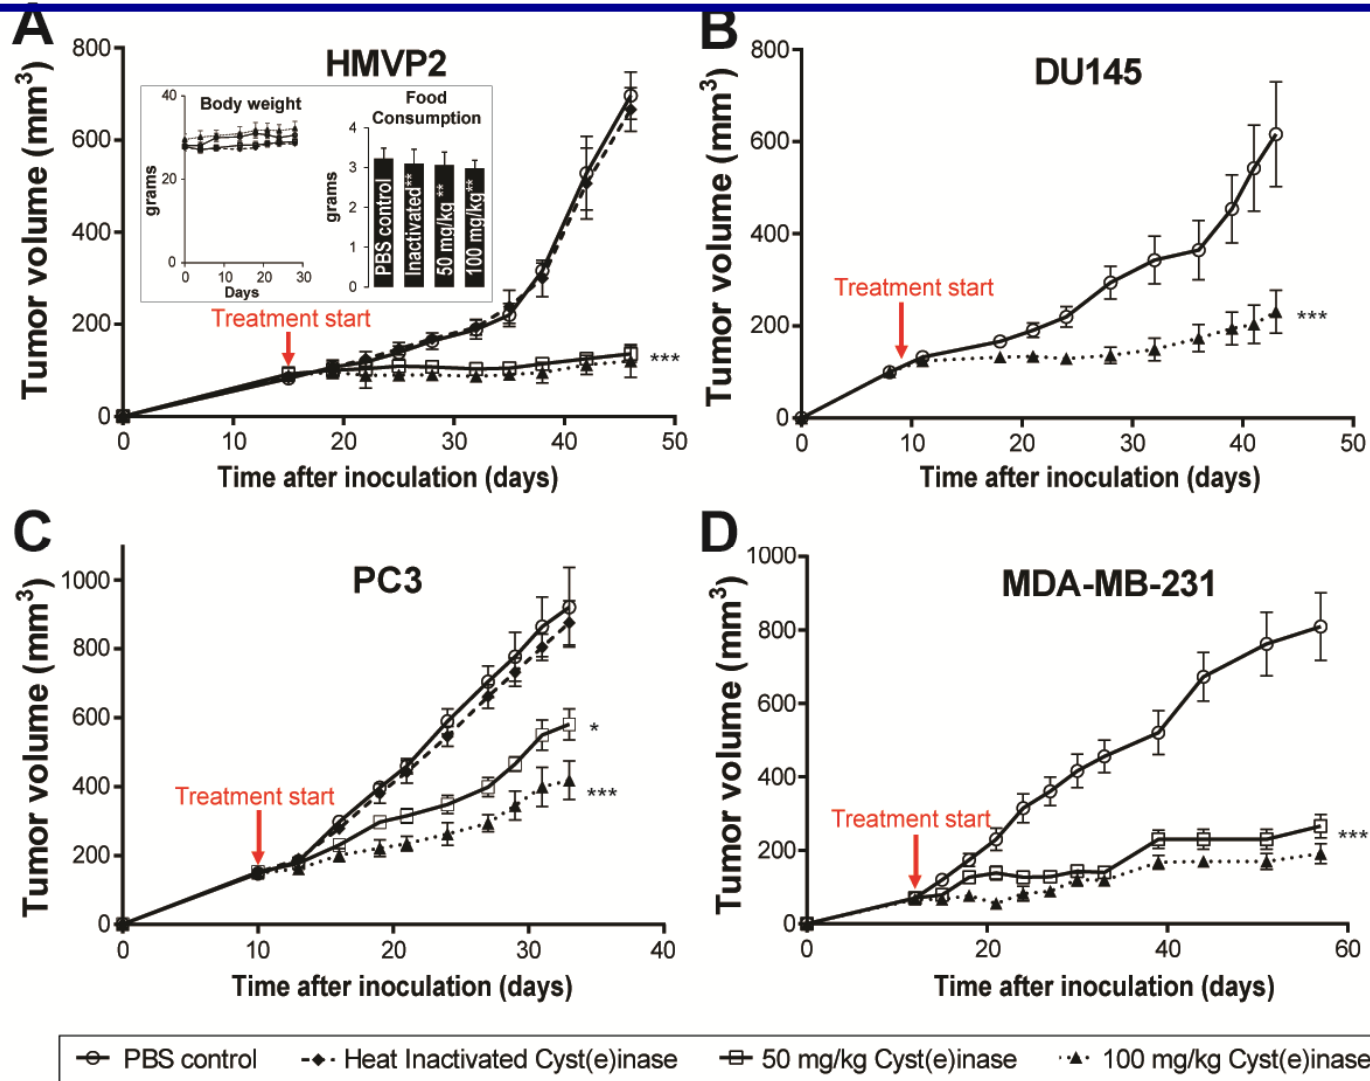 A
HMVP2
Tumor volume (mm3)
800
600
400
200
0
0 10 20 30 40 50
Time after inoculation (days)
Treatment start
***
Body weight
grams
40
20
0
0 10 20 30
Days
Food
Consumption
grams
4
3
2
1
0
PBS control
Inactivated**
50 mg/kg**
100 mg/kg**
B
DU145
Tumor volume (mm3)
800
600
400
200
0
0 10 20 30 40 50
Time after inoculation (days)
Treatment start
***
C
PC3
Tumor volume (mm3)
1000
800
600
400
200
0
0 10 20 30 40
Time after inoculation (days)
Treatment start
*
***
D
MDA-MB-231
Tumor volume (mm3)
1000
800
600
400
200
0
0 20 40 60
Time after inoculation (days)
Treatment start
***
PBS control Heat Inactivated Cyst(e)inase 50 mg/kg Cyst(e)inase 100 mg/kg Cyst(e)inase